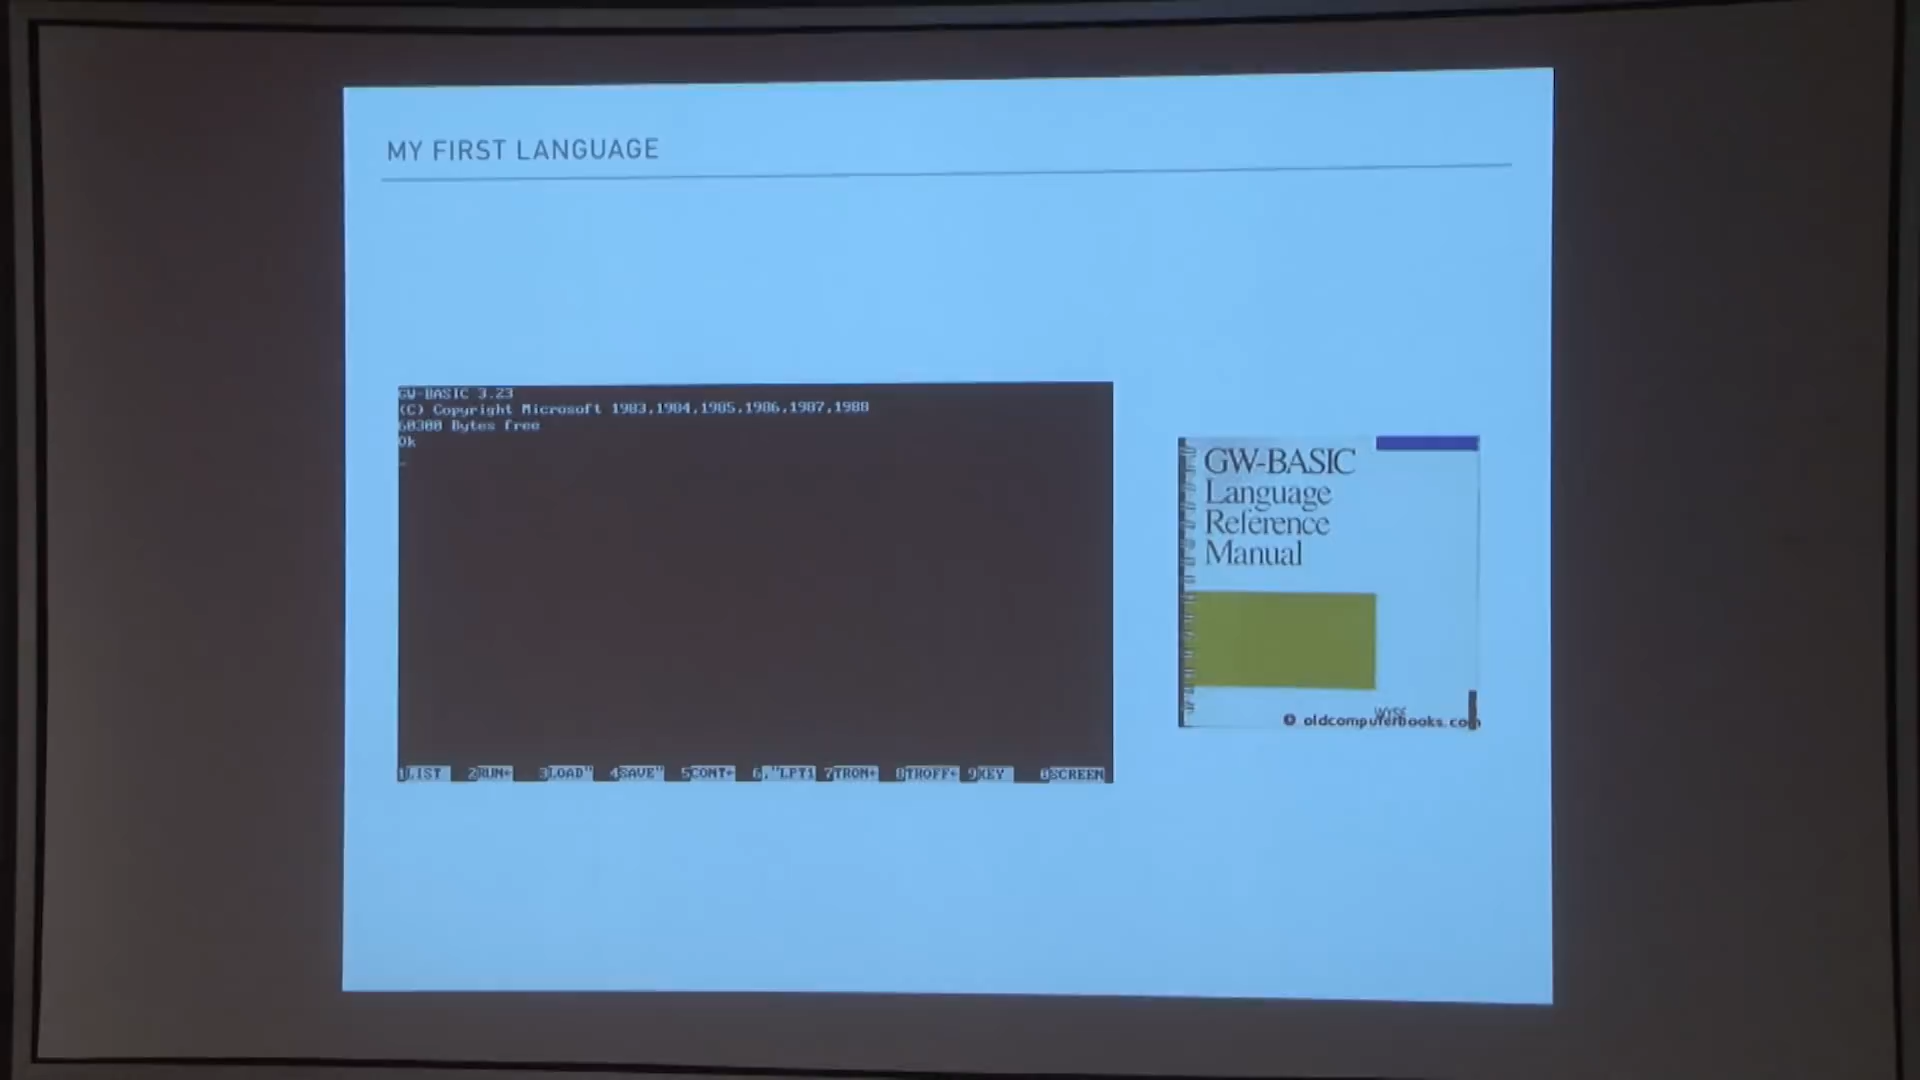 MY FIRST LANGUAGE
GW-BASIC 3.23
(C) Copyright Microsoft 1983,1984,1985,1986,1987,1988
60300 Bytes free
Ok
1LIST 2RUN← 3LOAD" 4SAVE" 5CONT← 6,"LPT1 7TRON← 8TROFF← 9KEY 0SCREEN
GW-BASIC
Language
Reference
Manual
WYSE
© oldcomputerbooks.com